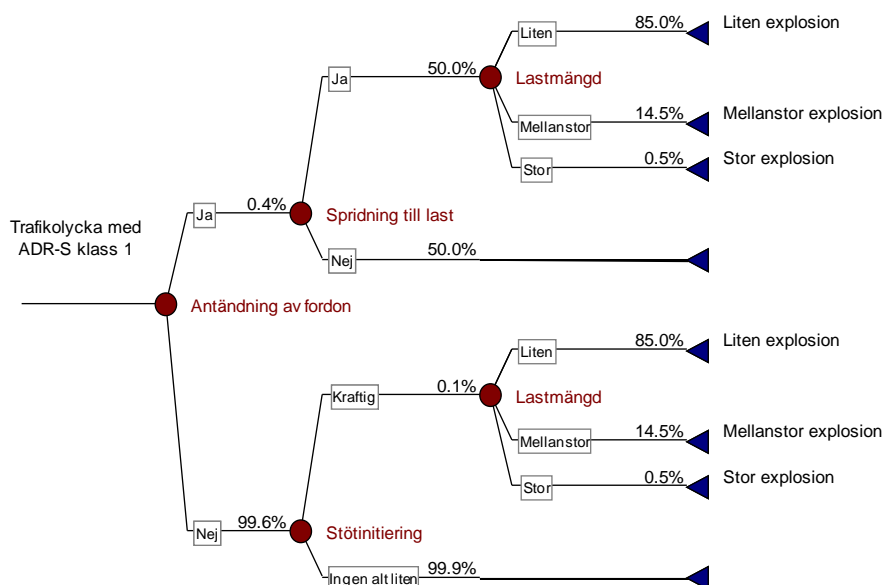 Liten
85.0%
Liten explosion
Ja
50.0%
Lastmängd
Mellanstor
14.5%
Mellanstor explosion
Stor
0.5%
Stor explosion
Trafikolycka med
ADR-S klass 1
Ja
0.4%
Spridning till last
Nej
50.0%
Antändning av fordon
Liten
85.0%
Liten explosion
Kraftig
0.1%
Lastmängd
Mellanstor
14.5%
Mellanstor explosion
Stor
0.5%
Stor explosion
Nej
99.6%
Stötinitiering
Ingen alt liten
99.9%